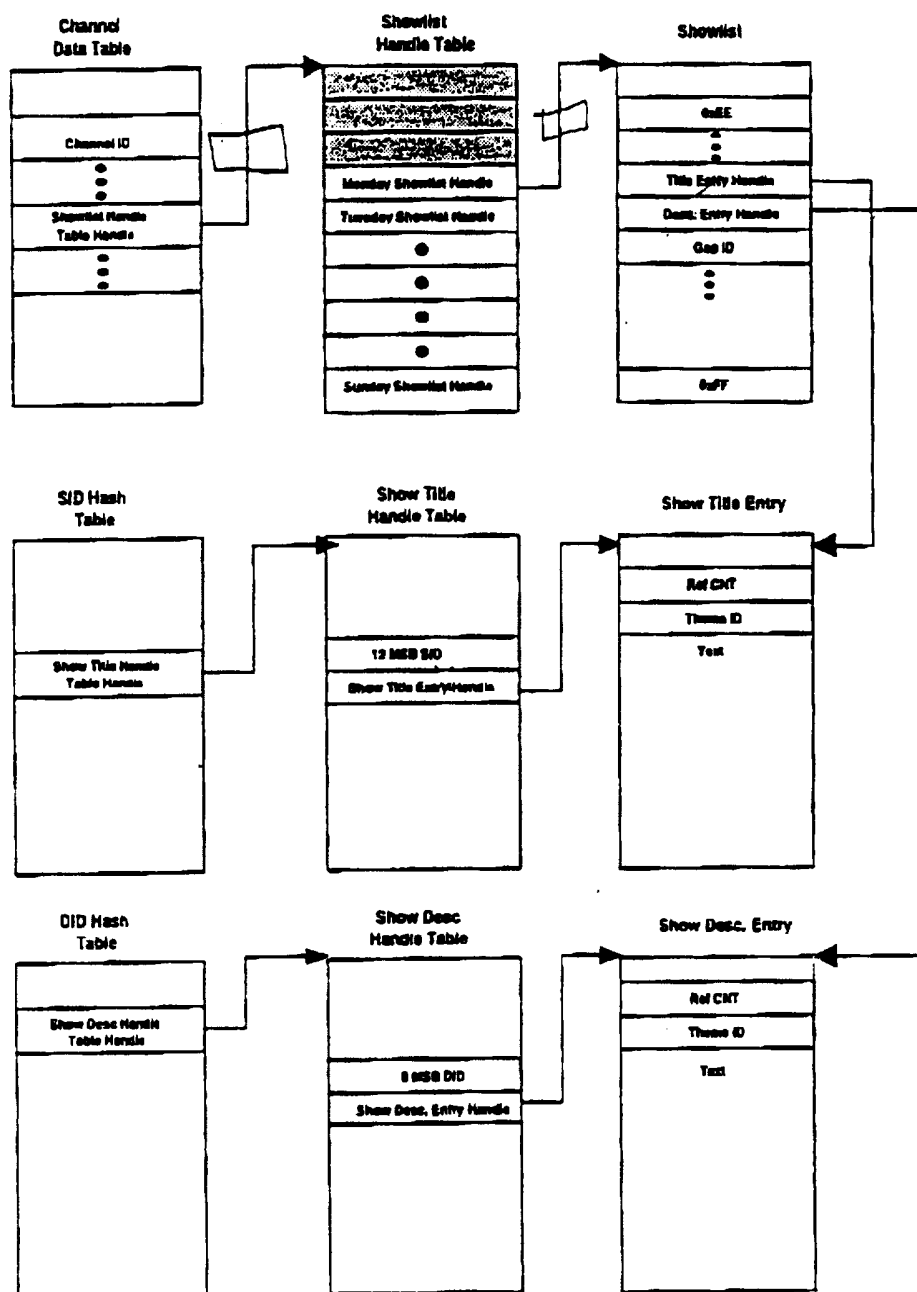 Channel
Data Table
Channel ID
Showlist Handle
Table Handle
Showlist
Handle Table
Monday Showlist Handle
Tuesday Showlist Handle
Sunday Showlist Handle
Showlist
0xEE
Title Entry Handle
Desc. Entry Handle
Gap ID
0xFF
SID Hash
Table
Show Title Handle
Table Handle
Show Title
Handle Table
12 MSB SID
Show Title Entry Handle
Show Title Entry
Ref CNT
Theme ID
Text
DID Hash
Table
Show Desc Handle
Table Handle
Show Desc
Handle Table
8 MSB DID
Show Desc. Entry Handle
Show Desc. Entry
Ref CNT
Theme ID
Text